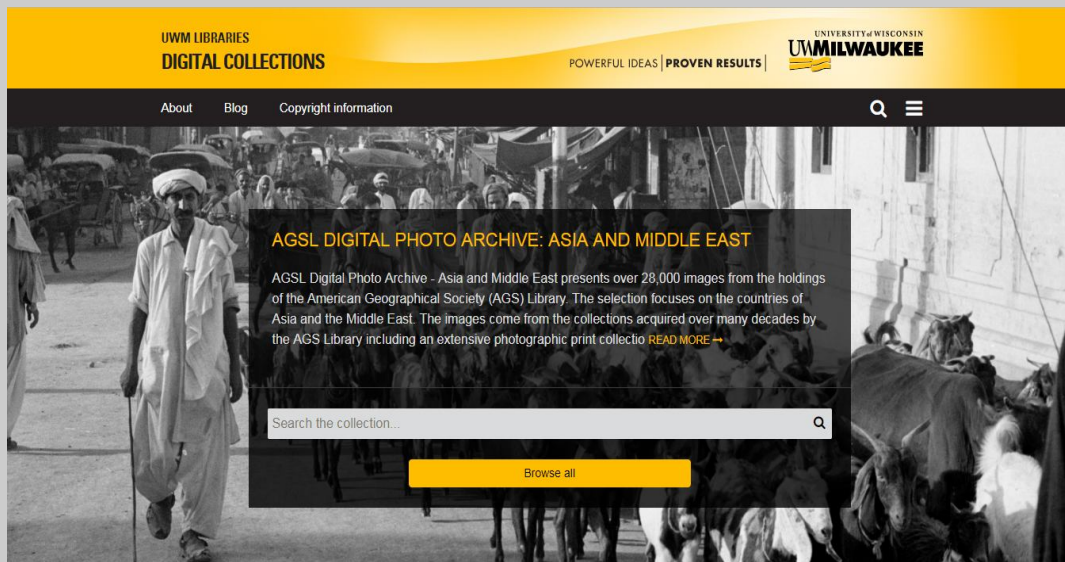 UWM LIBRARIES
DIGITAL COLLECTIONS
POWERFUL IDEAS | PROVEN RESULTS |
UNIVERSITY of WISCONSIN
UWMILWAUKEE
About Blog Copyright information
AGSL DIGITAL PHOTO ARCHIVE: ASIA AND MIDDLE EAST
AGSL Digital Photo Archive - Asia and Middle East presents over 28,000 images from the holdings
of the American Geographical Society (AGS) Library. The selection focuses on the countries of
Asia and the Middle East. The images come from the collections acquired over many decades by
the AGS Library including an extensive photographic print collectio READ MORE→
Search the collection...
Browse all